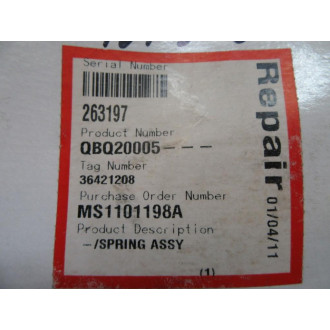 Serial Number
263197
Product Number
QBQ20005---
Tag Number
36421208
Purchase Order Number
MS1101198A
Product Description
-/SPRING ASSY
(1)
Repair
01/04/11